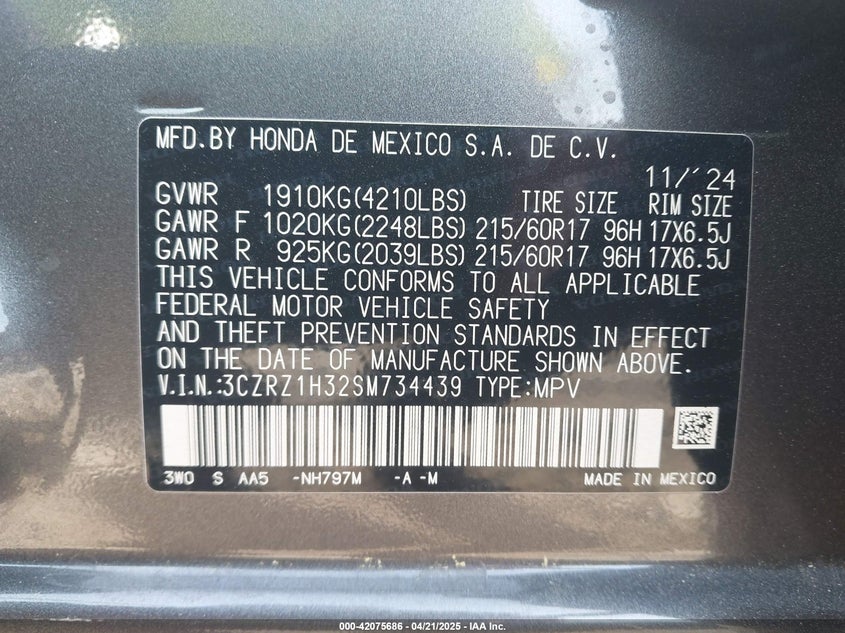 MFD.BY HONDA DE MEXICO S.A. DE C.V.
11/´24
GVWR 1910KG(4210LBS) TIRE SIZE RIM SIZE
GAWR F 1020KG(2248LBS) 215/60R17 96H 17X6.5J
GAWR R 925KG(2039LBS) 215/60R17 96H 17X6.5J
THIS VEHICLE CONFORMS TO ALL APPLICABLE
FEDERAL MOTOR VEHICLE SAFETY
AND THEFT PREVENTION STANDARDS IN EFFECT
ON THE DATE OF MANUFACTURE SHOWN ABOVE.
V.I.N.:3CZRZ1H32SM734439 TYPE:MPV
3W0 S AA5 -NH797M -A -M MADE IN MEXICO
000-42075686 - 04/21/2025 - IAA Inc.